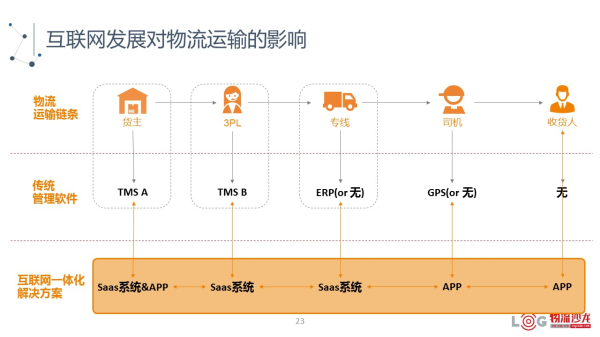 互联网发展对物流运输的影响
物流
运输链条
货主
3PL
专线
司机
收货人
传统
管理软件
TMS A
TMS B
ERP(or 无)
GPS(or 无)
无
互联网一体化
解决方案
Saas系统&APP
Saas系统
Saas系统
APP
APP
23
LOG 物流沙龙